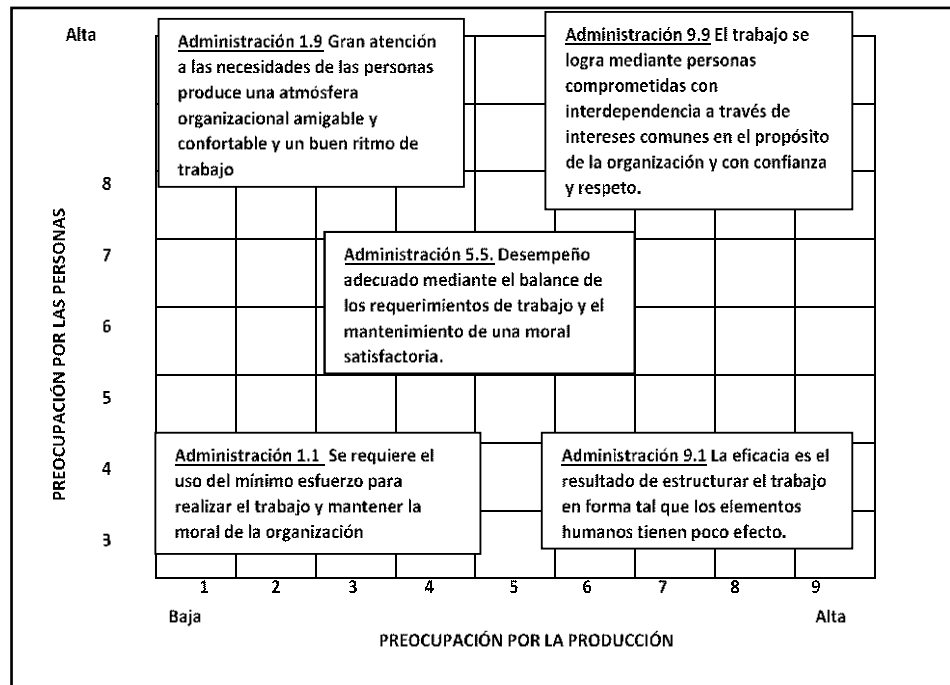 Alta
Administración 1.9 Gran atención
a las necesidades de las personas
produce una atmósfera
organizacional amigable y
confortable y un buen ritmo de
trabajo
Administración 9.9 El trabajo se
logra mediante personas
comprometidas con
interdependencia a través de
intereses comunes en el propósito
de la organización y con confianza
y respeto.
8
7
6
5
4
3
PREOCUPACIÓN POR LAS PERSONAS
Administración 5.5. Desempeño
adecuado mediante el balance de
los requerimientos de trabajo y el
mantenimiento de una moral
satisfactoria.
Administración 1.1 Se requiere el
uso del mínimo esfuerzo para
realizar el trabajo y mantener la
moral de la organización
Administración 9.1 La eficacia es el
resultado de estructurar el trabajo
en forma tal que los elementos
humanos tienen poco efecto.
1 2 3 4 5 6 7 8 9
Baja Alta
PREOCUPACIÓN POR LA PRODUCCIÓN